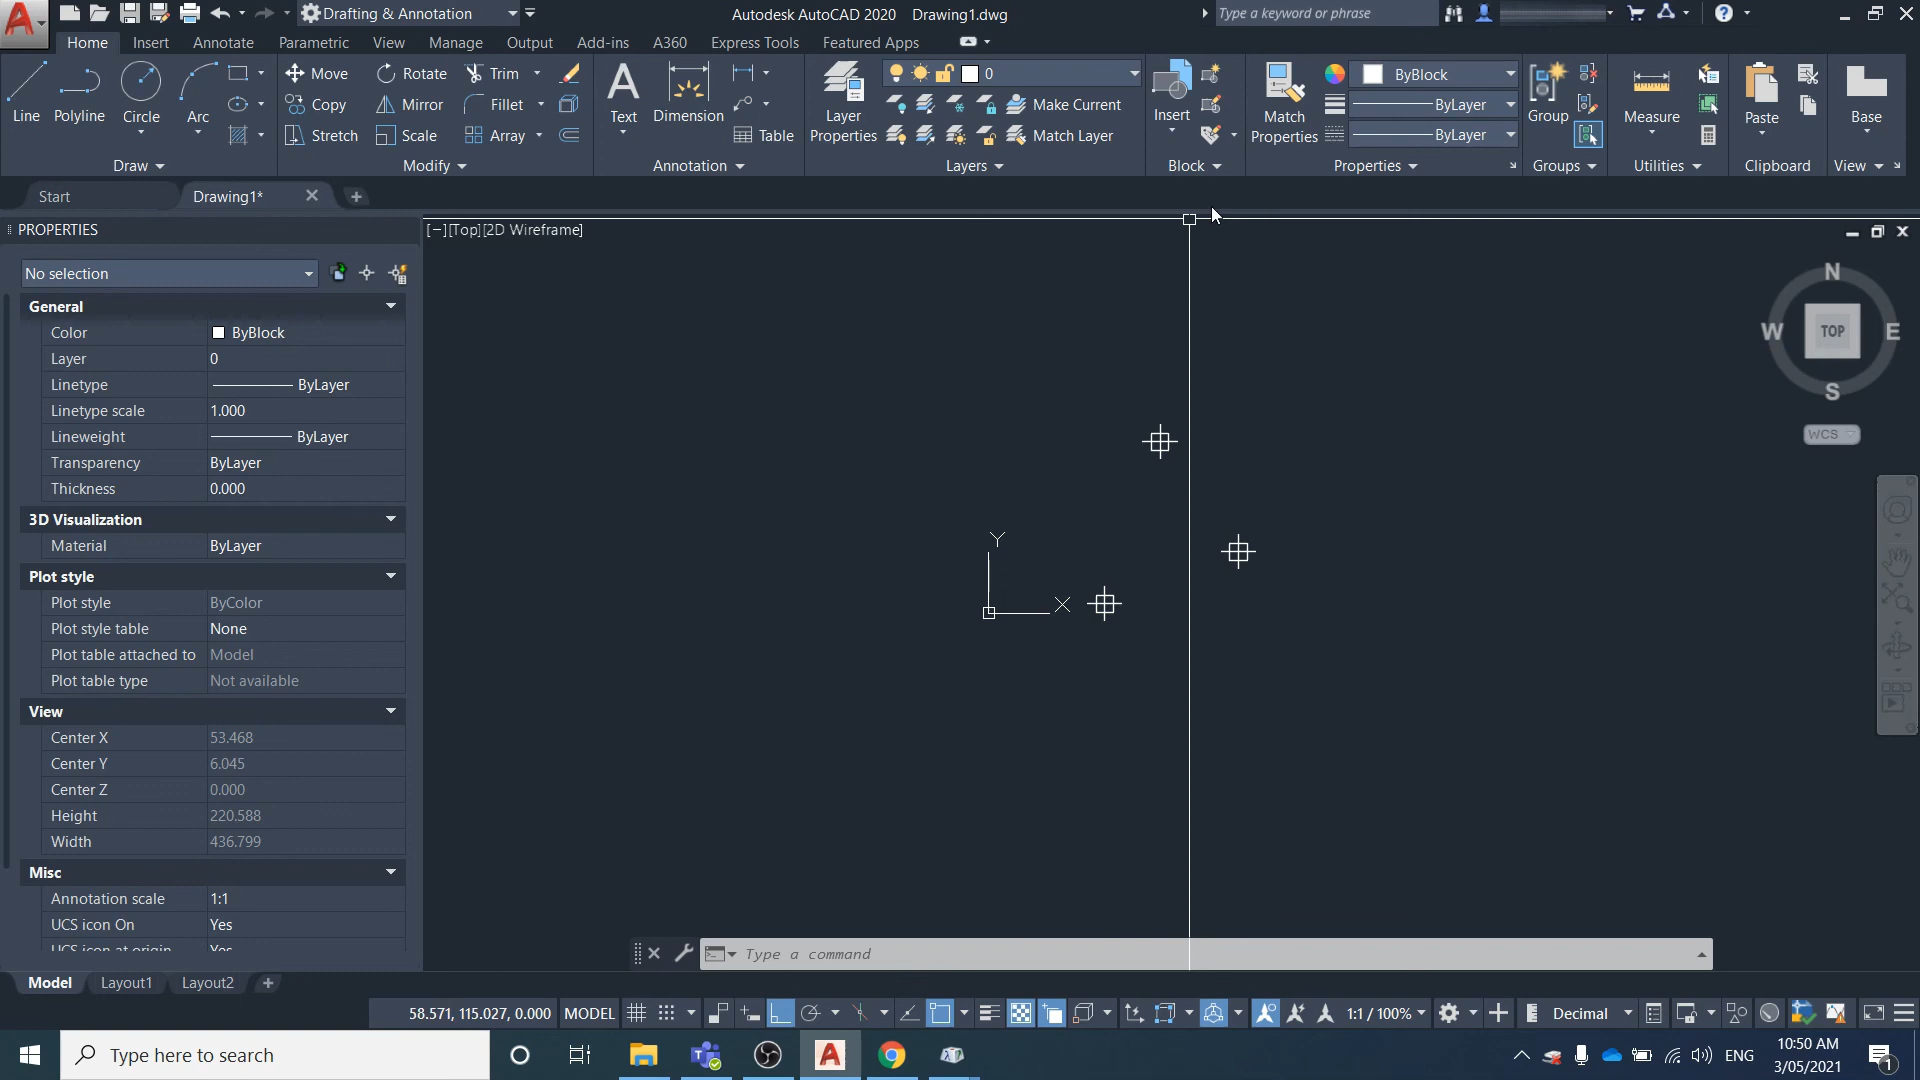 Drafting & Annotation
Autodesk AutoCAD 2020 Drawing1.dwg
Type a keyword or phrase
Home Insert Annotate Parametric View Manage Output Add-ins A360 Express Tools Featured Apps
Move Rotate Trim 0 ByBlock
Copy Mirror Fillet Make Current ByLayer
Line Polyline Circle Arc Text Dimension Layer Properties Insert Match Properties Group Measure Paste Base
Stretch Scale Array Table Match Layer ByLayer
Draw Modify Annotation Layers Block Properties Groups Utilities Clipboard View
Start Drawing1*
PROPERTIES
[−][Top][2D Wireframe]
No selection
General
Color ByBlock
Layer 0
Linetype ByLayer
Linetype scale 1.000
Lineweight ByLayer
Transparency ByLayer
Thickness 0.000
3D Visualization
Material ByLayer
Plot style
Plot style ByColor
Plot style table None
Plot table attached to Model
Plot table type Not available
View
Center X 53.468
Center Y 6.045
Center Z 0.000
Height 220.588
Width 436.799
Misc
Annotation scale 1:1
UCS icon On Yes
UCS icon at origin Yes
N
W TOP E
S
WCS
Y
X
Type a command
Model Layout1 Layout2
58.571, 115.027, 0.000 MODEL 1:1 / 100% Decimal
Type here to search
ENG
10:50 AM
3/05/2021
1